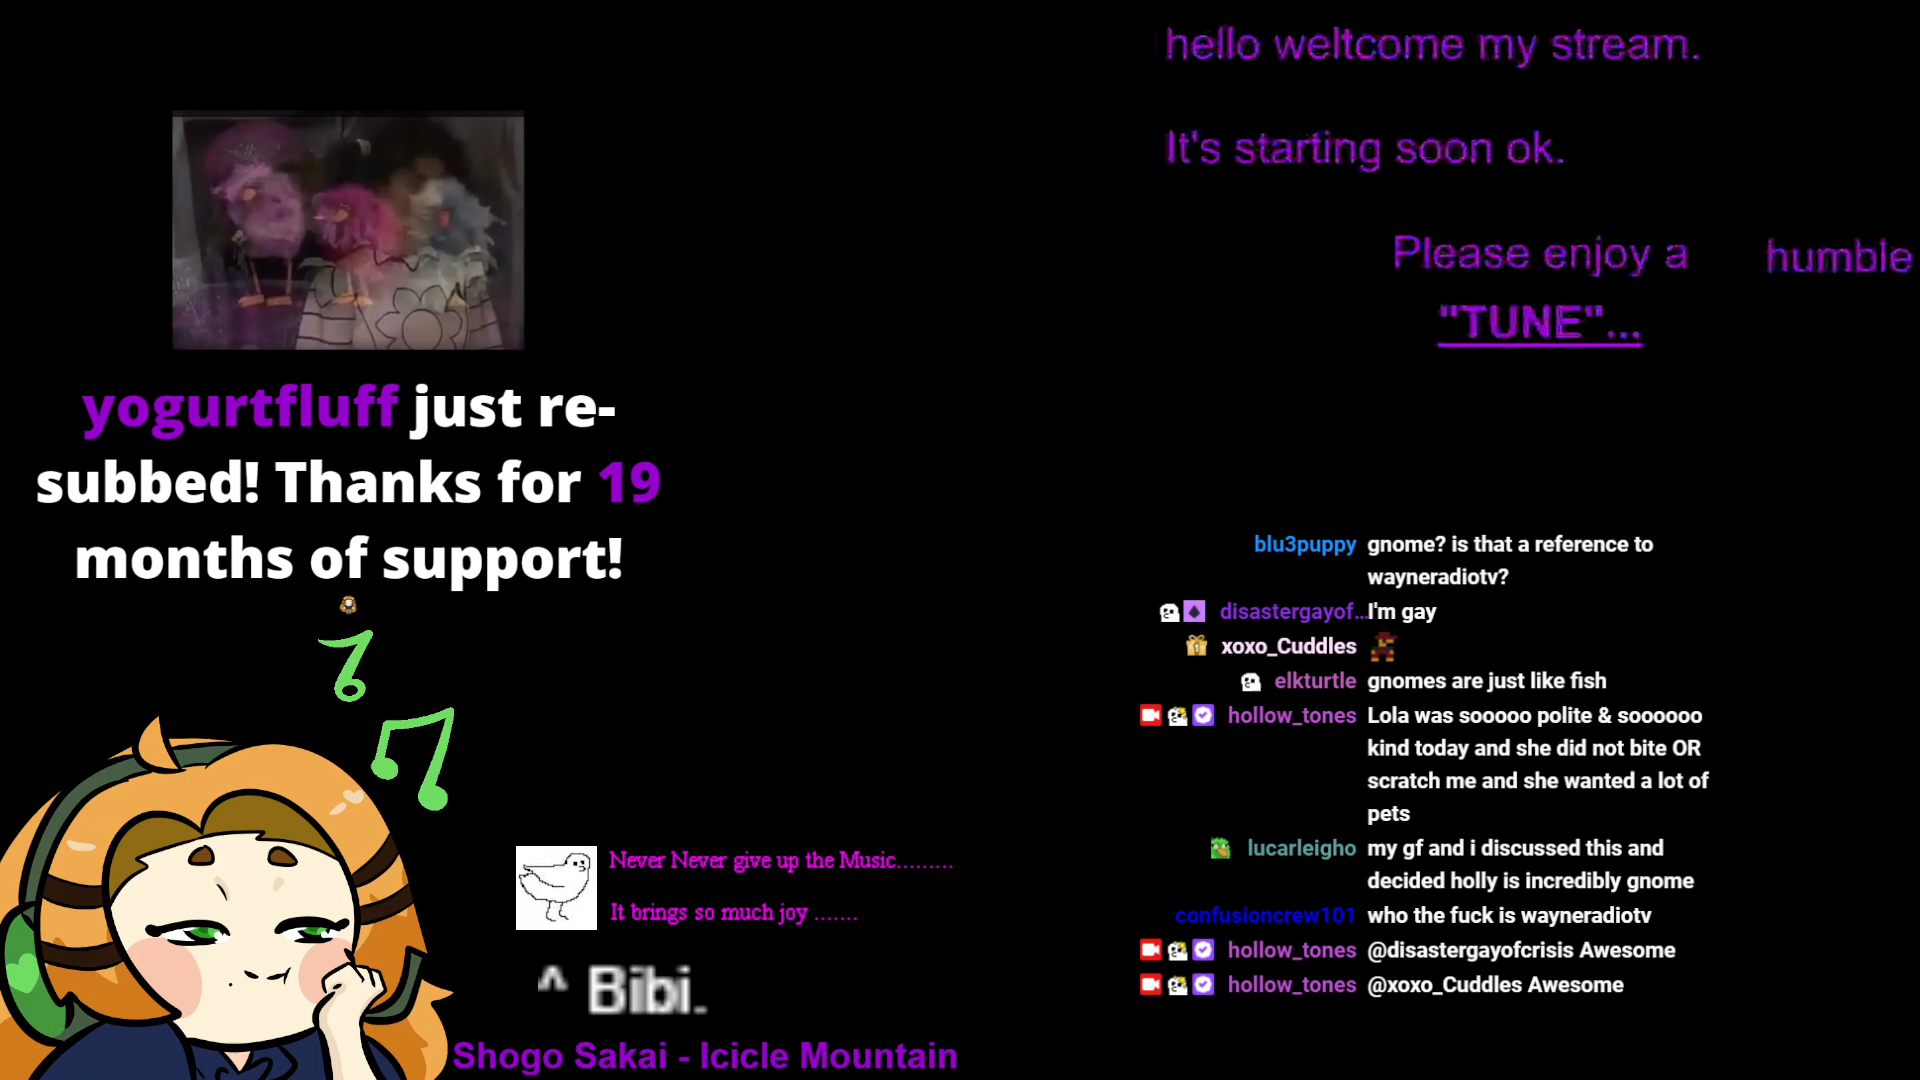 hello weltcome my stream.
It's starting soon ok.
Please enjoy a humble
"TUNE"...
yogurtfluff just re-
subbed! Thanks for 19
months of support!
blu3puppy gnome? is that a reference to
wayneradiotv?
disastergayof... I'm gay
xoxo_Cuddles
elkturtle gnomes are just like fish
hollow_tones Lola was sooooo polite & soooooo
kind today and she did not bite OR
scratch me and she wanted a lot of
pets
lucarleigho my gf and i discussed this and
decided holly is incredibly gnome
confusioncrew101 who the fuck is wayneradiotv
hollow_tones @disastergayofcrisis Awesome
hollow_tones @xoxo_Cuddles Awesome
Never Never give up the Music.........
It brings so much joy .......
^ Bibi.
Shogo Sakai - Icicle Mountain